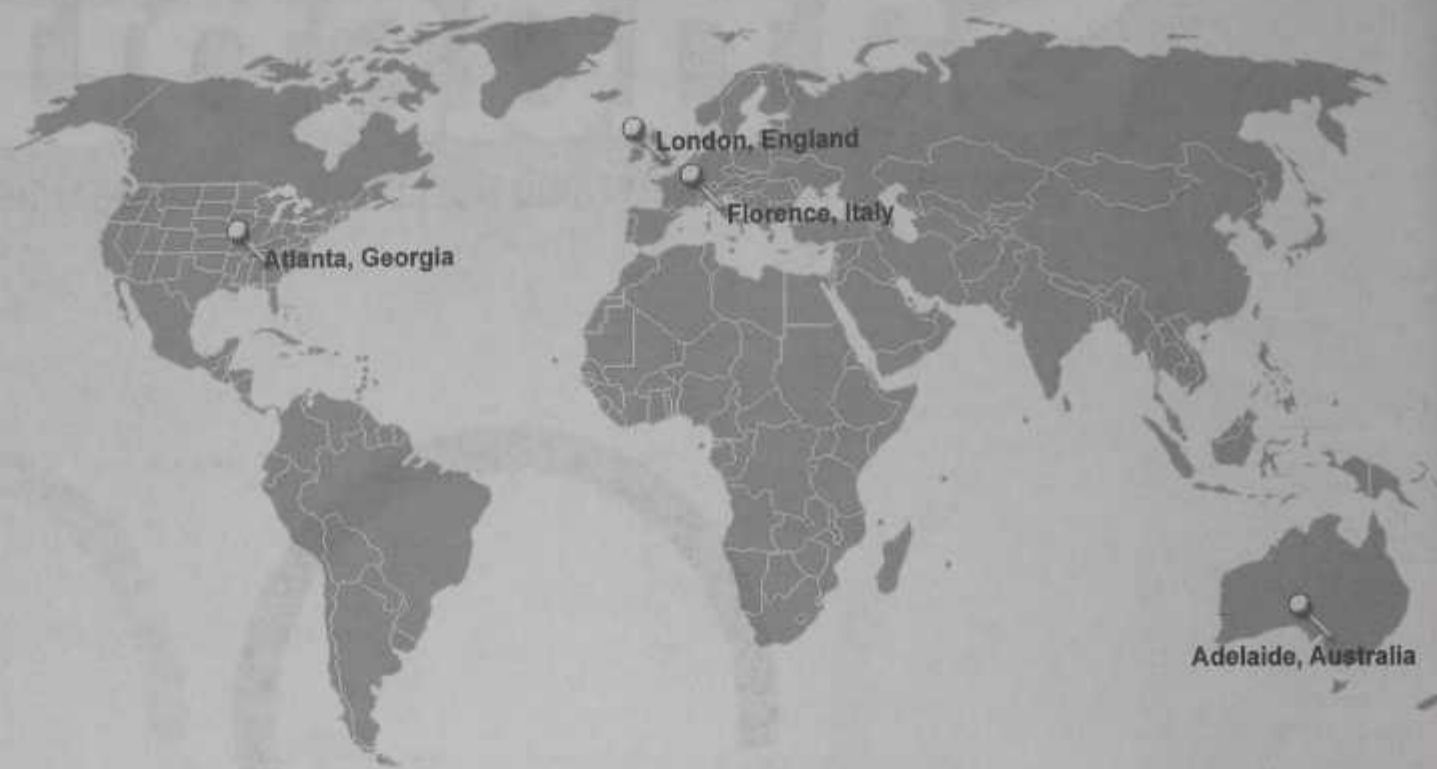 London, England
Florence, Italy
Atlanta, Georgia
Adelaide, Australia